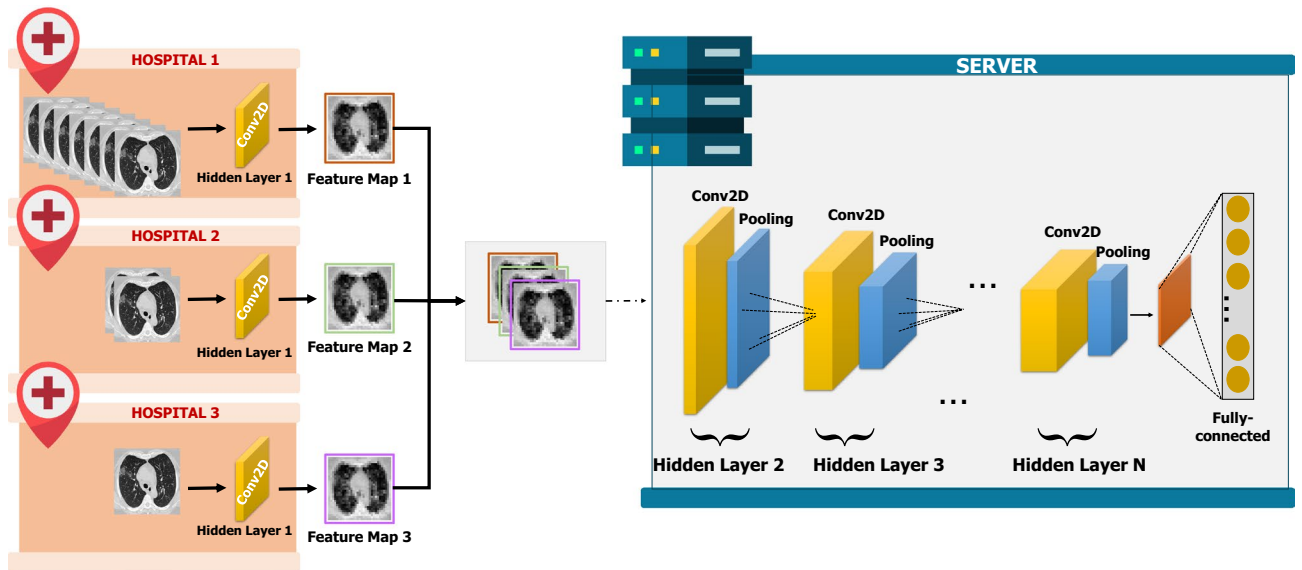 HOSPITAL 1
Conv2D
Hidden Layer 1
Feature Map 1
HOSPITAL 2
Conv2D
Hidden Layer 1
Feature Map 2
HOSPITAL 3
Conv2D
Hidden Layer 1
Feature Map 3
SERVER
Conv2D
Pooling
Hidden Layer 2
Conv2D
Pooling
Hidden Layer 3
...
...
Conv2D
Pooling
Hidden Layer N
Fully-
connected